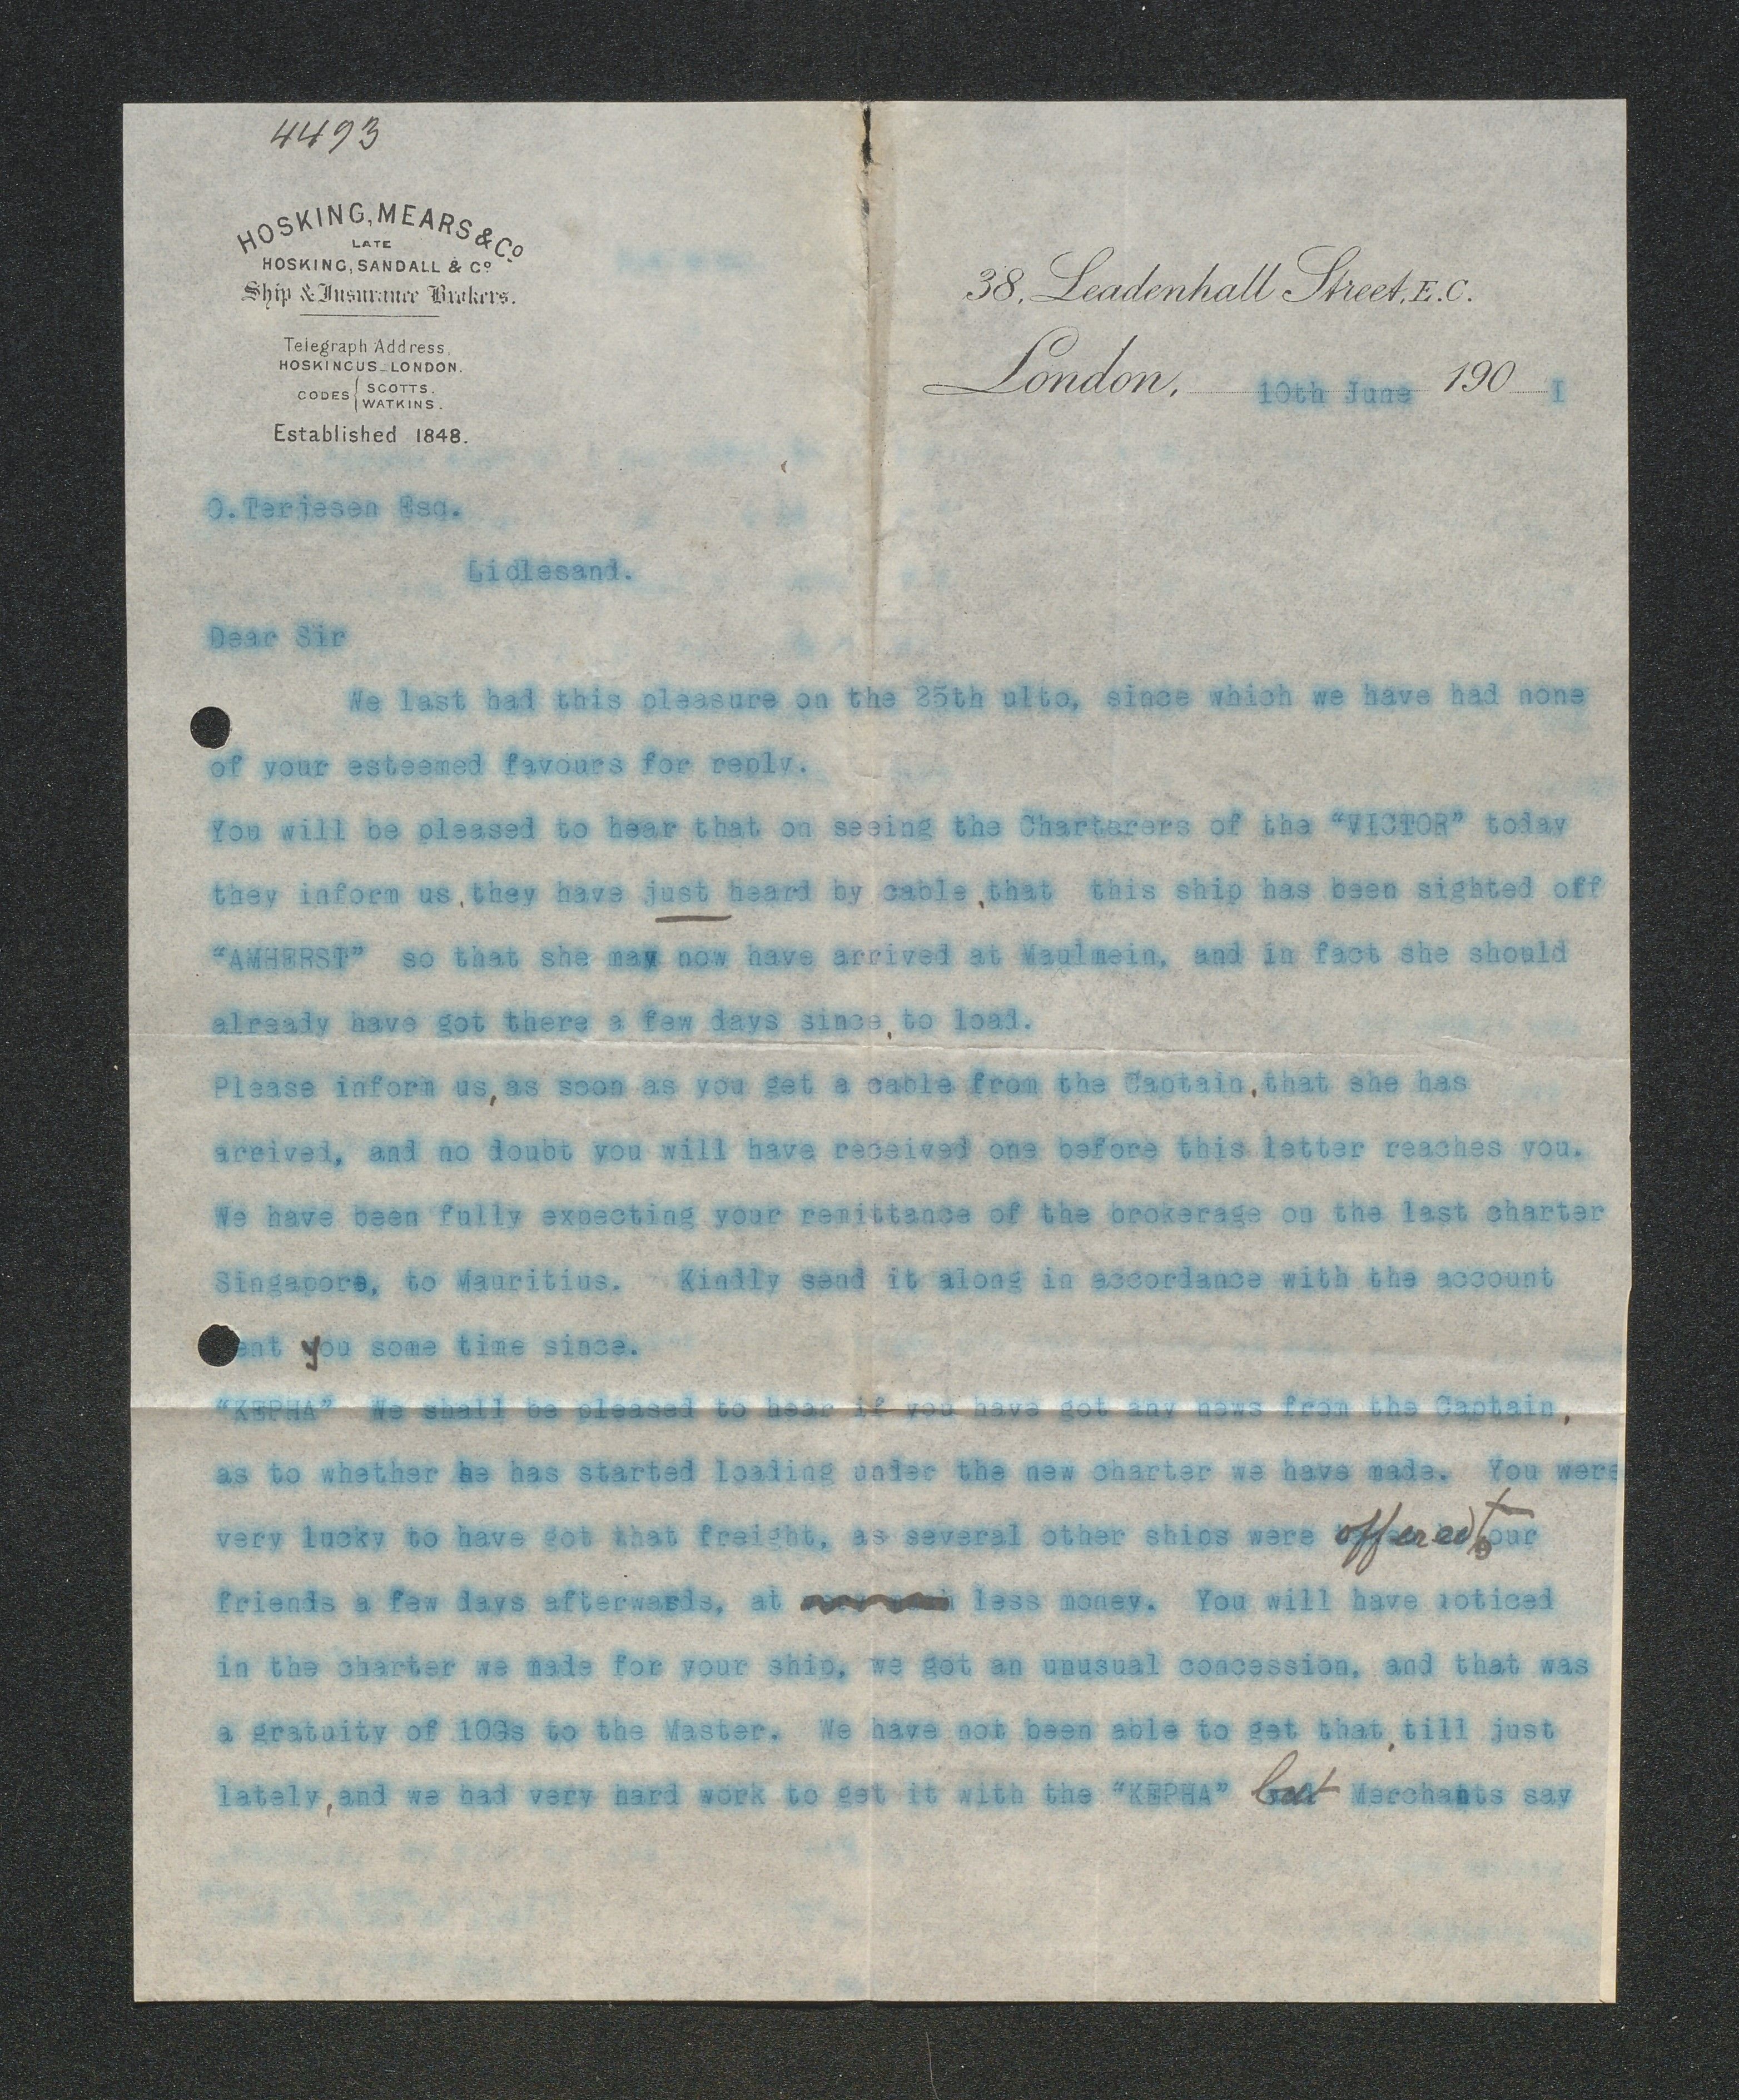 4493
HOSKING, MEARS & Co.
LATE
HOSKING, SANDALL & Co
Ship & Insurance Brokers.
Telegraph Address,
HOSKINCUS_LONDON.
CODES { SCOTTS.
WATKINS.
Established 1848.
38, Leadenhall Street, E.C.
London, 10th June 190 I
O.Terjesen Esq.
Lidlesand.
Dear Sir
We last had this pleasure on the 25th ulto, since which we have had none
of your esteemed favours for reply.
You will be pleased to hear that on seeing the Charterers of the "VICTOR" today
they inform us, they have just heard by cable, that this ship has been sighted off
"AMHERST" so that she may now have arrived at Maulmein, and in fact she should
already have got there a few days since, to load.
Please inform us, as soon as you get a cable from the Captain, that she has
arrived, and no doubt you will have received one before this letter reaches you.
We have been fully expecting your remittance of the brokerage on the last charter
Singapore, to Mauritius. Kindly send it along in accordance with the account
ent you some time since.
"KEPHA" We shall be pleased to hear if you have got any news from the Captain,
as to whether he has started loading under the new charter we have made. You were
very lucky to have got that freight, as several other ships were offered to our
friends a few days afterwards, at less money. You will have noticed
in the charter we made for your ship, we got an unusual concession, and that was
a gratuity of 10Gs to the Master. We have not been able to get that, till just
lately, and we had very hard work to get it with the "KEPHA" but Merchants say